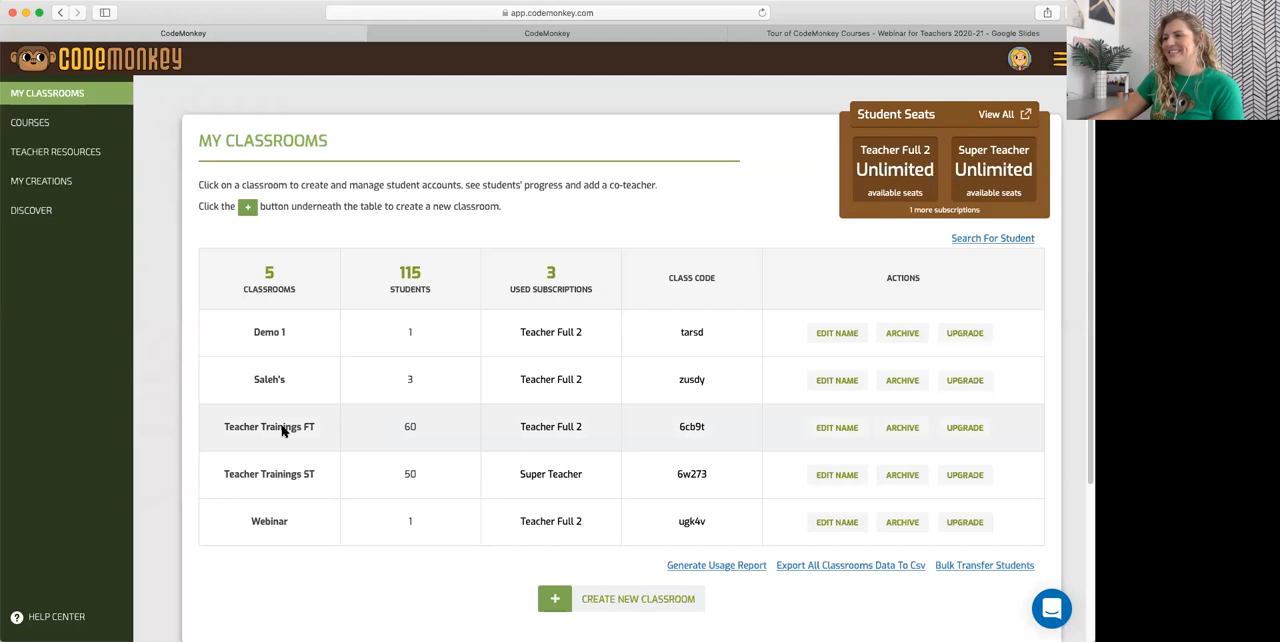 app.codemonkey.com
CodeMonkey
CodeMonkey
Tour of CodeMonkey Courses - Webinar for Teachers 2020-21 - Google Slides
CODEMONKEY
MY CLASSROOMS
COURSES
TEACHER RESOURCES
MY CREATIONS
DISCOVER
HELP CENTER
MY CLASSROOMS
Click on a classroom to create and manage student accounts, see students' progress and add a co-teacher.
Click the + button underneath the table to create a new classroom.
Student Seats View All
Teacher Full 2 Super Teacher
Unlimited Unlimited
available seats available seats
1 more subscriptions
Search For Student
5 115 3
CLASSROOMS STUDENTS USED SUBSCRIPTIONS CLASS CODE ACTIONS
Demo 1 1 Teacher Full 2 tarsd EDIT NAME ARCHIVE UPGRADE
Saleh's 3 Teacher Full 2 zusdy EDIT NAME ARCHIVE UPGRADE
Teacher Trainings FT 60 Teacher Full 2 6cb9t EDIT NAME ARCHIVE UPGRADE
Teacher Trainings ST 50 Super Teacher 6w273 EDIT NAME ARCHIVE UPGRADE
Webinar 1 Teacher Full 2 ugk4v EDIT NAME ARCHIVE UPGRADE
Generate Usage Report Export All Classrooms Data To Csv Bulk Transfer Students
+ CREATE NEW CLASSROOM